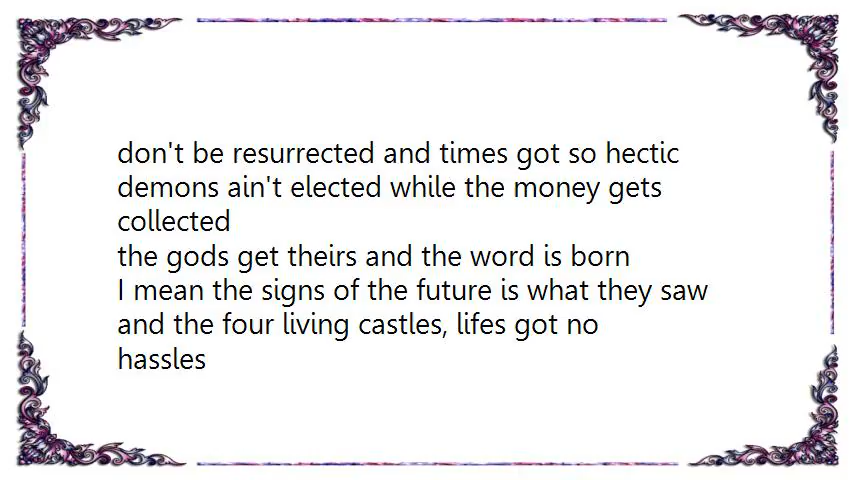 don't be resurrected and times got so hectic
demons ain't elected while the money gets
collected
the gods get theirs and the word is born
I mean the signs of the future is what they saw
and the four living castles, lifes got no
hassles